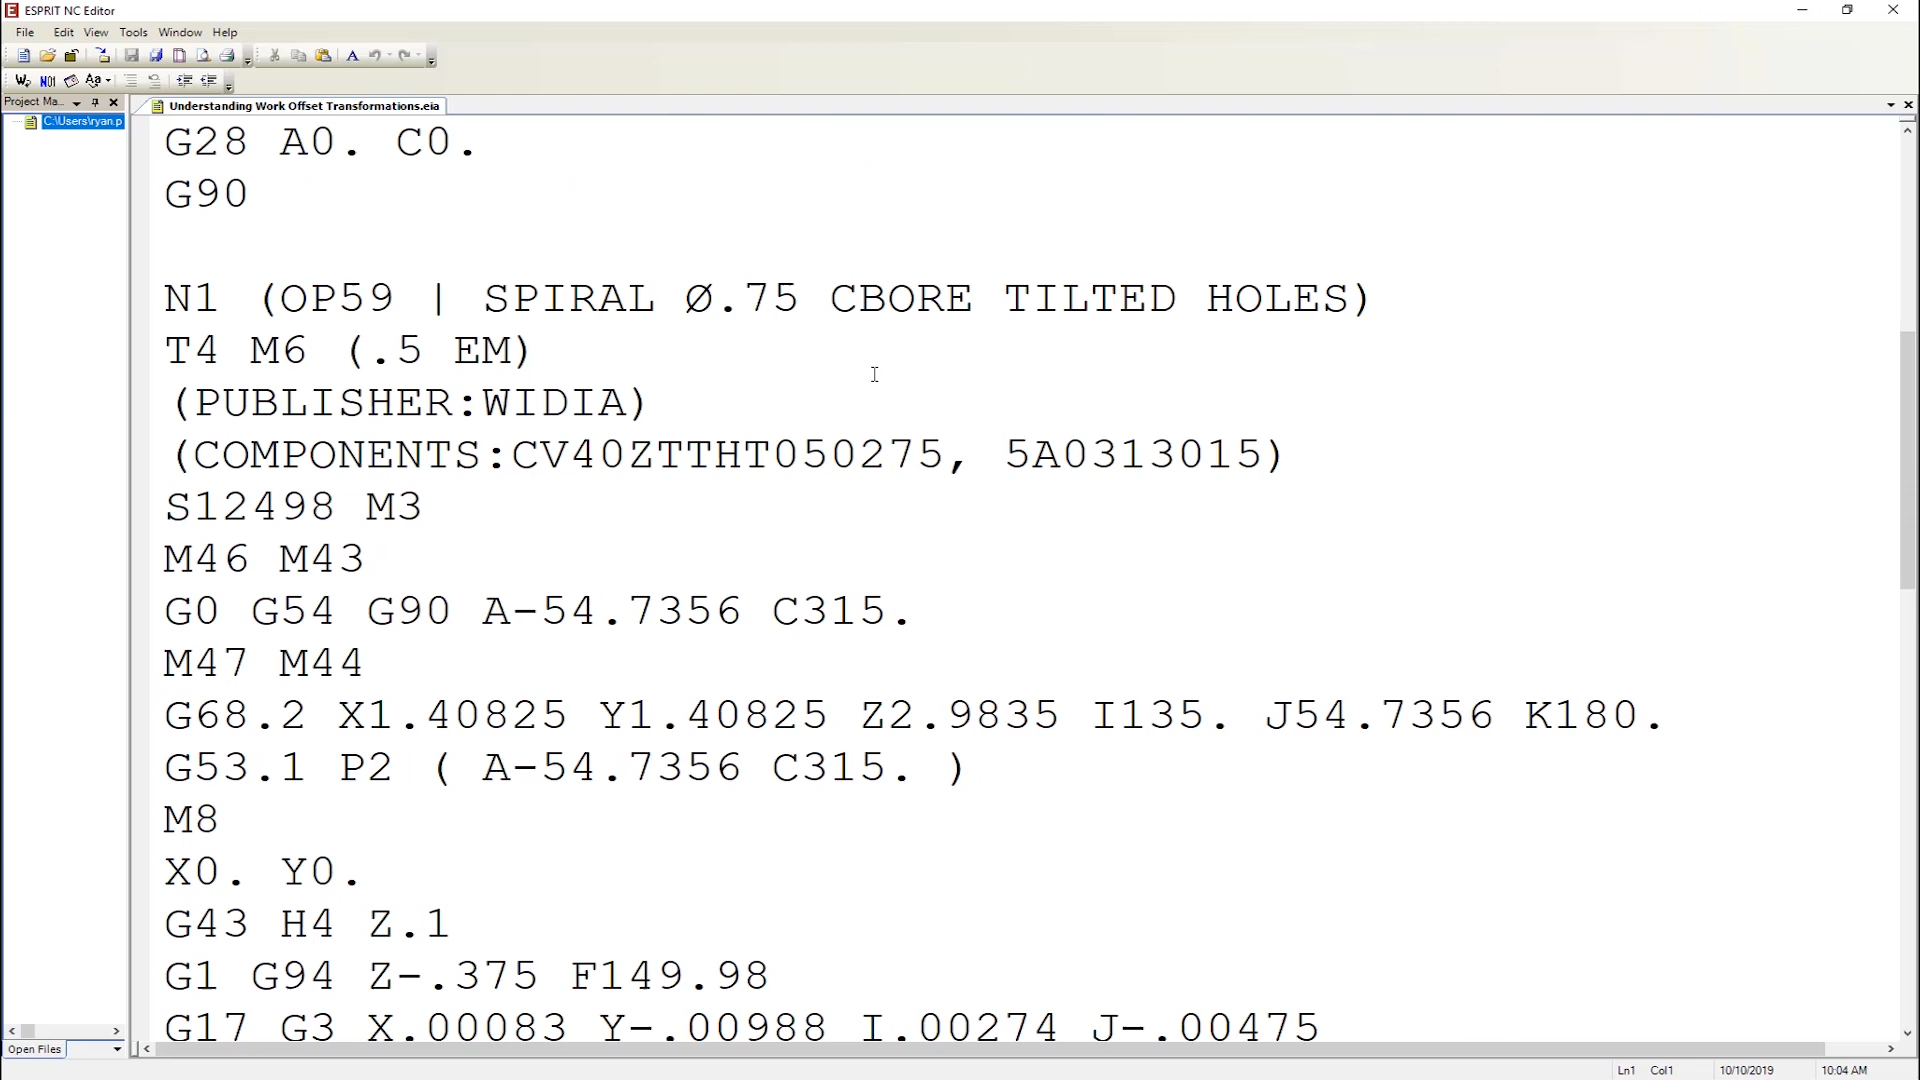 ESPRIT NC Editor
File Edit View Tools Window Help
Project Ma...
Understanding Work Offset Transformations.eia
C:\Users\ryan.p
G28 A0. C0.
G90
N1 (OP59 | SPIRAL Ø.75 CBORE TILTED HOLES)
T4 M6 (.5 EM)
(PUBLISHER:WIDIA)
(COMPONENTS:CV40ZTTHT050275, 5A0313015)
S12498 M3
M46 M43
G0 G54 G90 A-54.7356 C315.
M47 M44
G68.2 X1.40825 Y1.40825 Z2.9835 I135. J54.7356 K180.
G53.1 P2 ( A-54.7356 C315. )
M8
X0. Y0.
G43 H4 Z.1
G1 G94 Z-.375 F149.98
G17 G3 X.00083 Y-.00988 I.00274 J-.00475
Open Files
Ln1 Col1 10/10/2019 10:04 AM